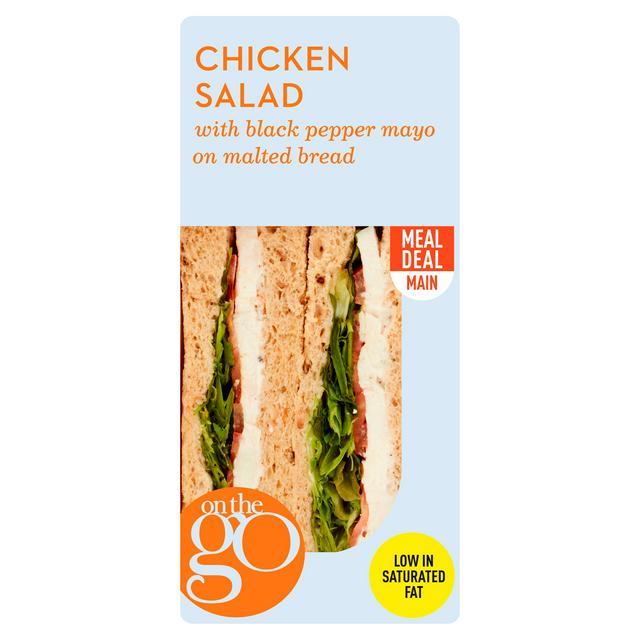 CHICKEN
SALAD
with black pepper mayo
on malted bread
MEAL
DEAL
MAIN
on the
go
LOW IN
SATURATED
FAT